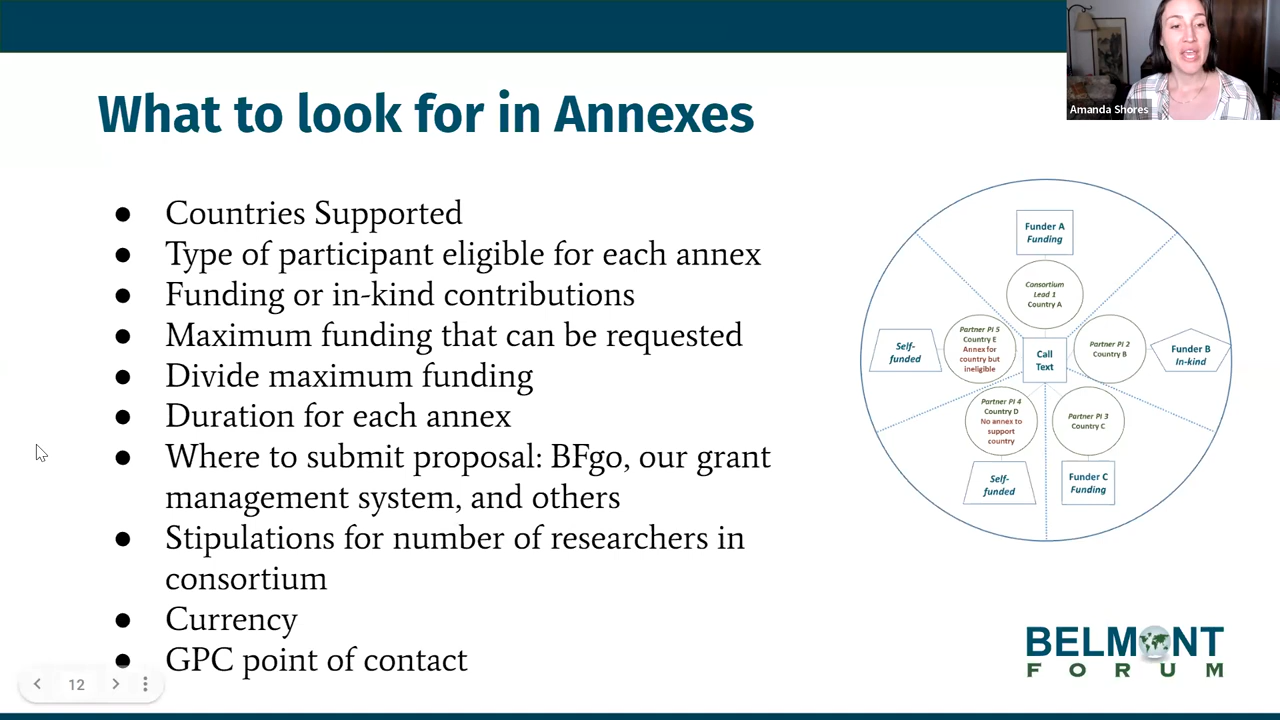 Amanda Shores
What to look for in Annexes
● Countries Supported
● Type of participant eligible for each annex
● Funding or in-kind contributions
● Maximum funding that can be requested
● Divide maximum funding
● Duration for each annex
● Where to submit proposal: BFgo, our grant
management system, and others
● Stipulations for number of researchers in
consortium
● Currency
● GPC point of contact
Funder A
Funding
Consortium
Lead 1
Country A
Partner PI 5
Country E
Annex for
country but
ineligible
Self-
funded
Call
Text
Partner PI 2
Country B
Funder B
In-kind
Partner PI 4
Country D
No annex to
support
country
Partner PI 3
Country C
Self-
funded
Funder C
Funding
BELMONT
FORUM
12